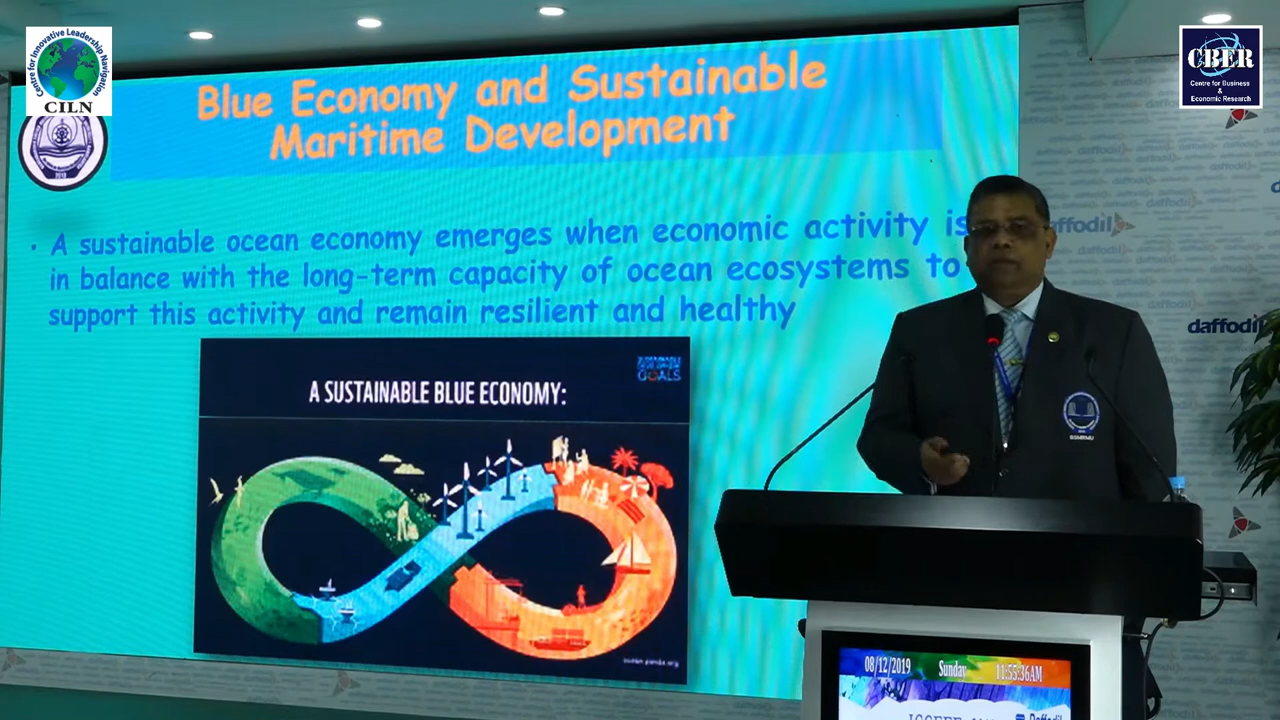 Centre for Innovative Leadership Navigation
CILN
CBER
Centre for Business
&
Economic Research
Blue Economy and Sustainable
Maritime Development
• A sustainable ocean economy emerges when economic activity is
in balance with the long-term capacity of ocean ecosystems to
support this activity and remain resilient and healthy
GOALS
A SUSTAINABLE BLUE ECONOMY:
daffodil
daffodil
BSMRMU
08/12/2019 Sunday 11:55:36AM
Daffodil